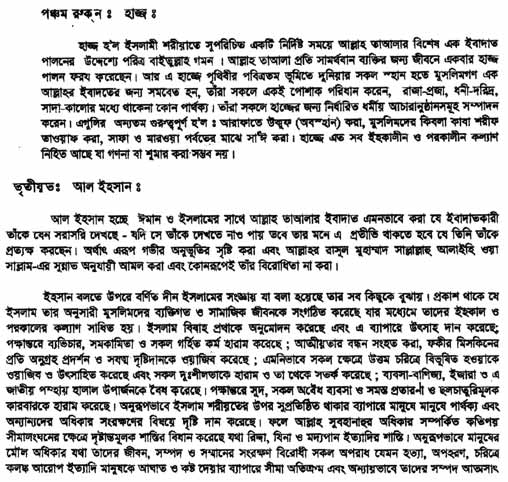 পঞ্চম রুক্‌ন ঃ হাজ্জ ঃ
হাজ্জ হ'ল ইসলামী শরীয়াতে সুপরিচিত একটি নির্দিষ্ট সময়ে আল্লাহ তাআলার বিশেষ এক ইবাদাত
পালনের উদ্দেশ্যে পবিত্র বাইতুল্লাহ গমন । আল্লাহ তাআলা প্রতি সামর্থবান ব্যক্তির জন্য জীবনে একবার হাজ্জ
পালন ফরয করেছেন। আর এ হাজ্জে পৃথিবীর পবিত্রতম ভূমিতে দুনিয়ার সকল স্হান হতে মুসলিমগণ এক
আল্লাহর ইবাদতের জন্য সমবেত হন, তাঁরা সকলে একই পোশাক পরিধান করেন, রাজা-প্রজা, ধনী-দরিদ্র,
সাদা-কালোর মধ্যে থাকেনা কোন পার্থক্য। তাঁরা সকলে হাজ্জের জন্য নির্ধারিত ধর্মীয় আচারানুষ্ঠানসমূহ সম্পাদন
করেন। এগুলির অন্যতম গুরুত্বপূর্ণ হ'ল ঃ আরাফাতে উকুফ (অবস্হান) করা, মুসলিমদের কিবলা কাবা শরীফ
তাওয়াফ করা, সাফা ও মারওয়া পর্বতের মাঝে সা'ঈ করা। হাজ্জে এত সব ইহকালীন ও পরকালীন কল্যাণ
নিহিত আছে যা গণনা বা শুমার করা সম্ভব নয়।
তৃতীয়তঃ আল ইহসান ঃ
আল ইহসান হচ্ছে ঈমান ও ইসলামের সাথে আল্লাহ তাআলার ইবাদাত এমনভাবে করা যে ইবাদাতকারী
তাঁকে যেন সরাসরি দেখছে - যদি সে তাঁকে দেখতে নাও পায় তবে তার মনে এ প্রতীতি থাকতে হবে যে তিনি তাঁকে
প্রত্যক্ষ করছেন। অর্থাৎ এরূপ গভীর অনুভূতির সৃষ্টি করা এবং আল্লাহর রাসুল মুহাম্মাদ সাল্লাল্লাহু আলাইহি ওয়া
সাল্লাম-এর সুন্নাত অনুযায়ী আমল করা এবং কোনরূপেই তাঁর বিরোধিতা না করা।
ইহসান বলতে উপরে বর্ণিত দীন ইসলামের সংজ্ঞায় যা বলা হয়েছে তার সব কিছুকে বুঝায়। প্রকাশ থাকে যে
ইসলাম তার অনুসারী মুসলিমদের ব্যক্তিগত ও সামাজিক জীবনকে সংগঠিত করেছে যার মাধ্যমে তাদের ইহকাল ও
পরকালের কল্যাণ সাধিত হয়। ইসলাম বিবাহ প্রথাকে অনুমোদন করেছে এবং এ ব্যাপারে উৎসাহ দান করেছে;
পক্ষান্তরে ব্যভিচার, সমকামিতা ও সকল গর্হিত কর্ম হারাম করেছে ; আত্মীয়তার বন্ধন সংহত করা, ফকীর মিসকিনের
প্রতি অনুগ্রহ প্রদর্শন ও সযত্ন দৃষ্টিদানকে ওয়াজিব করেছে ; এমনিভাবে সকল ক্ষেত্রে উত্তম চরিত্রে বিভূষিত হওয়াকে
ওয়াজিব ও উৎসাহিত করেছে এবং সকল দুঃশীলতাকে হারাম ও তা থেকে সতর্ক করেছে ; ব্যবসা-বাণিজ্য, ইজারা ও এ
জাতীয় পন্হায় হালাল উপার্জনকে বৈধ করেছে। পক্ষান্তরে সুদ, সকল অবৈধ ব্যবসা ও সমস্ত প্রতারণা ও ছলচাতুরিমূলক
কারবারকে হারাম করেছে। অনুরূপভাবে ইসলাম শরীয়তের উপর সুপ্রতিষ্ঠিত থাকার ব্যাপারে মানুষে মানুষে পার্থক্য এবং
অন্যান্যদের অধিকার সংরক্ষণের বিষয়ে দৃষ্টি দান করেছে। ফলে আল্লাহ সুবহানাহু অধিকার সম্পর্কিত কতিপয়
সীমালংঘনের ক্ষেত্রে দৃষ্টান্তমূলক শাস্তির বিধান করেছে যথা রিদ্দা, যিনা ও মদ্যপান ইত্যাদির শাস্তি। অনুরূপভাবে মানুষের
মৌল অধিকার যথা তাদের জীবন, সম্পদ ও সম্মানের সংরক্ষণ বিরোধী সকল অপরাধ যেমন হত্যা, অপহরণ, চরিত্রে
কলঙ্ক আরোপ ইত্যাদি মানুষকে আঘাত ও কষ্ট দেয়ার ব্যাপারে সীমা অতিক্রম এবং অন্যায়ভাবে তাদের সম্পদ আত্মসাৎ